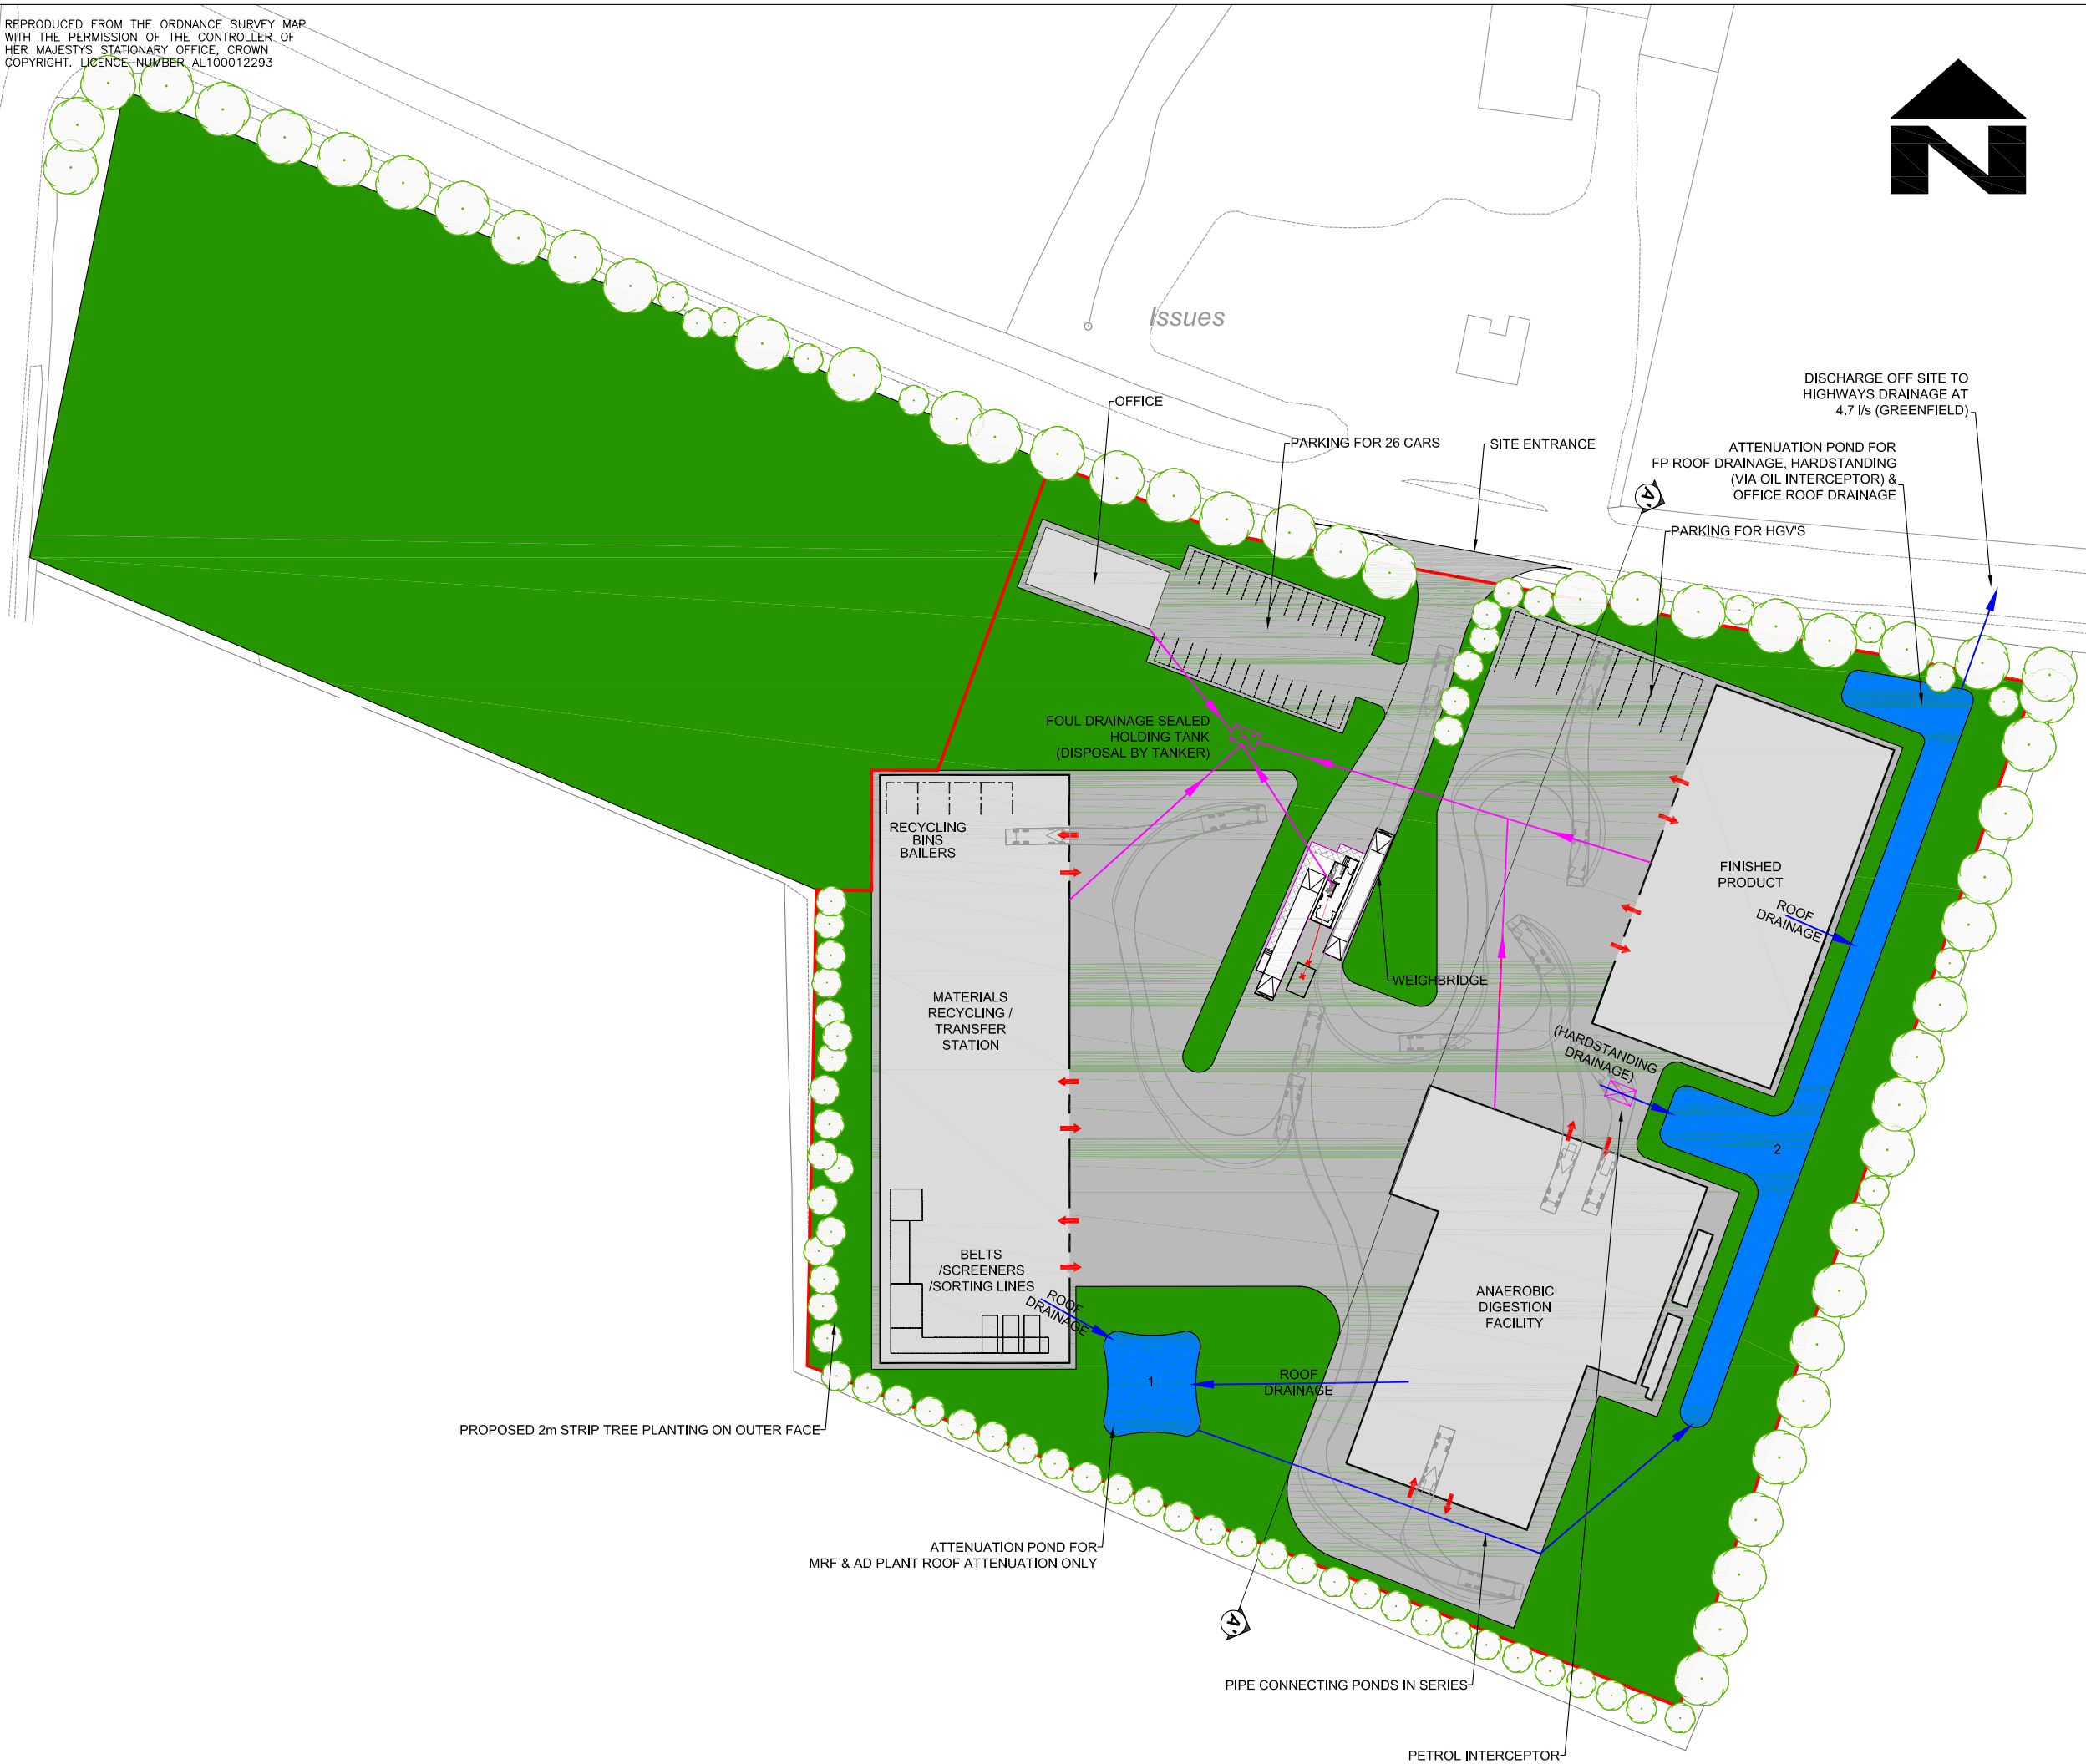 REPRODUCED FROM THE ORDNANCE SURVEY MAP
WITH THE PERMISSION OF THE CONTROLLER OF
HER MAJESTYS STATIONARY OFFICE, CROWN
COPYRIGHT. LICENCE NUMBER AL100012293
N
Issues
DISCHARGE OFF SITE TO
HIGHWAYS DRAINAGE AT
4.7 l/s (GREENFIELD)
OFFICE
PARKING FOR 26 CARS
SITE ENTRANCE
ATTENUATION POND FOR
FP ROOF DRAINAGE, HARDSTANDING
(VIA OIL INTERCEPTOR) &
OFFICE ROOF DRAINAGE
A'
PARKING FOR HGV'S
FOUL DRAINAGE SEALED
HOLDING TANK
(DISPOSAL BY TANKER)
RECYCLING
BINS
BAILERS
FINISHED
PRODUCT
ROOF
DRAINAGE
WEIGHBRIDGE
MATERIALS
RECYCLING /
TRANSFER
STATION
(HARDSTANDING
DRAINAGE)
2
BELTS
/SCREENERS
/SORTING LINES
ROOF
DRAINAGE
ANAEROBIC
DIGESTION
FACILITY
1
ROOF
DRAINAGE
PROPOSED 2m STRIP TREE PLANTING ON OUTER FACE
ATTENUATION POND FOR
MRF & AD PLANT ROOF ATTENUATION ONLY
A'
PIPE CONNECTING PONDS IN SERIES
PETROL INTERCEPTOR